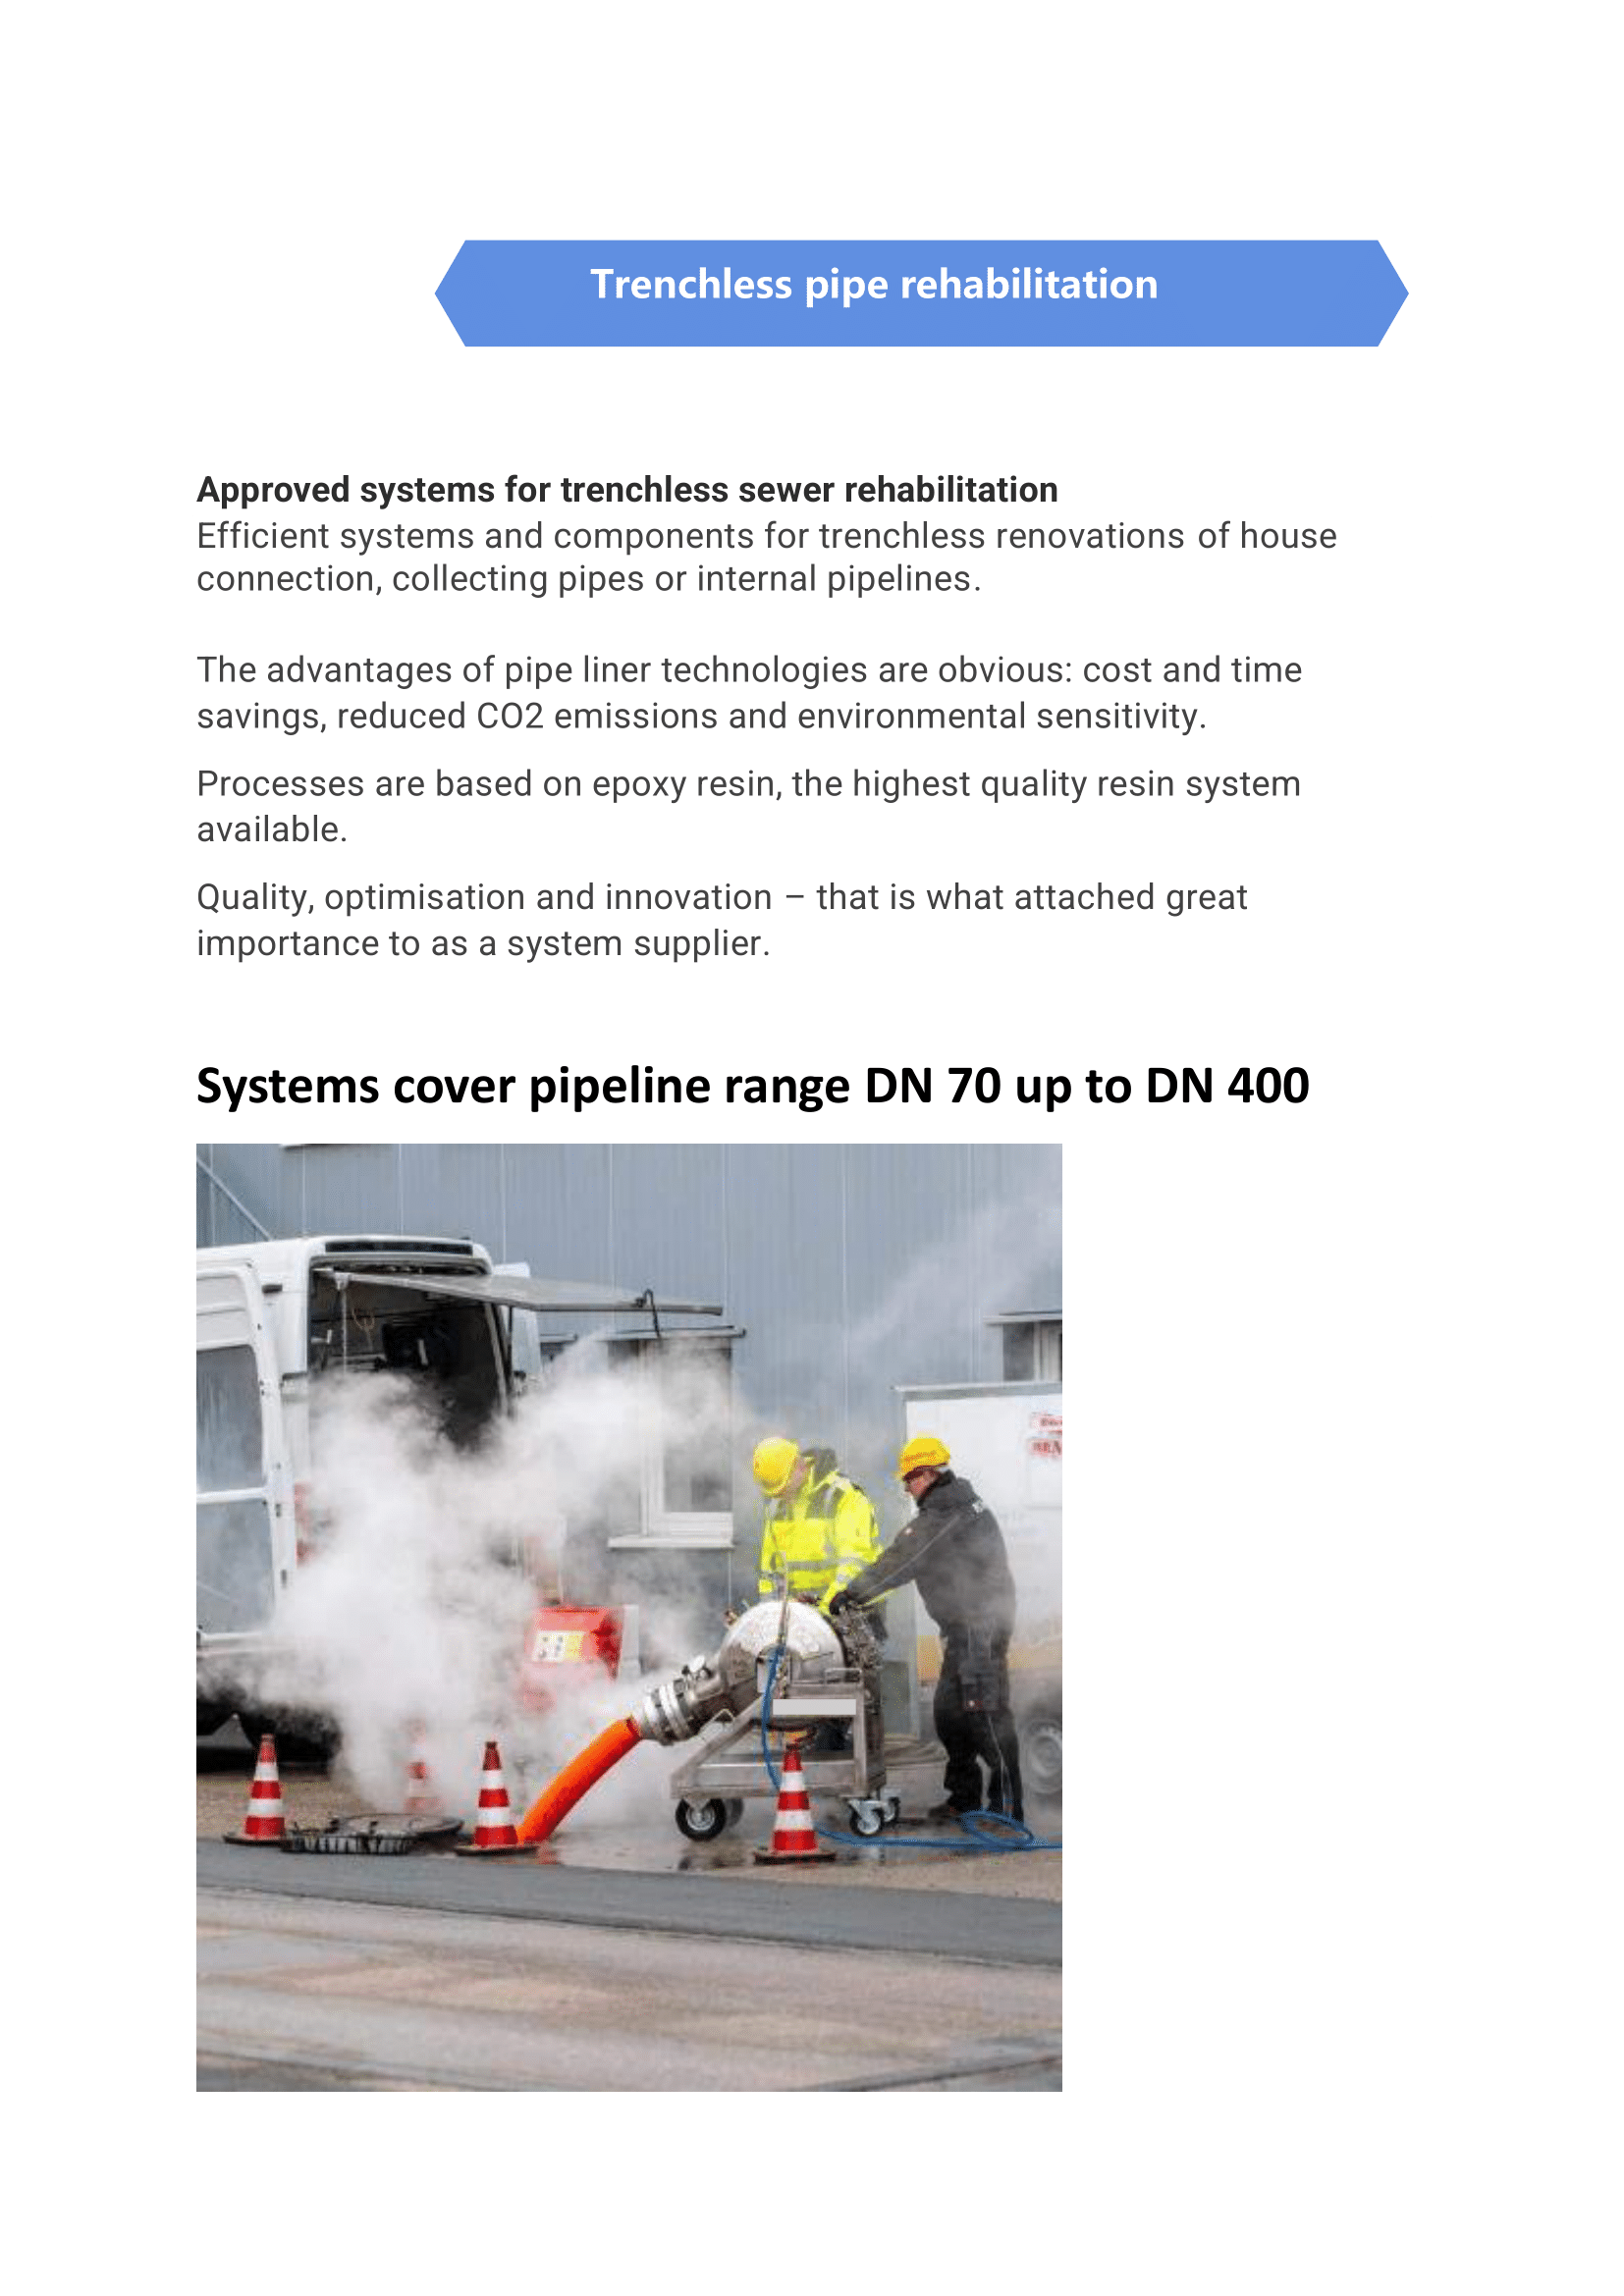 Trenchless pipe rehabilitation
Approved systems for trenchless sewer rehabilitation
Efficient systems and components for trenchless renovations of house
connection, collecting pipes or internal pipelines.
The advantages of pipe liner technologies are obvious: cost and time
savings, reduced CO2 emissions and environmental sensitivity.
Processes are based on epoxy resin, the highest quality resin system
available.
Quality, optimisation and innovation – that is what attached great
importance to as a system supplier.
Systems cover pipeline range DN 70 up to DN 400